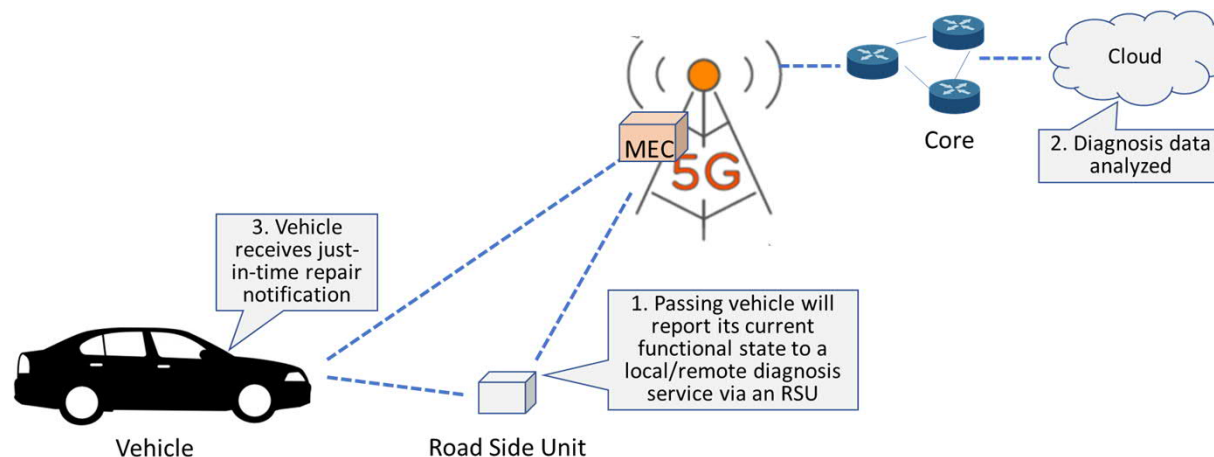 Cloud
Core
2. Diagnosis data
analyzed
MEC
5G
3. Vehicle
receives just-
in-time repair
notification
1. Passing vehicle will
report its current
functional state to a
local/remote diagnosis
service via an RSU
Vehicle
Road Side Unit